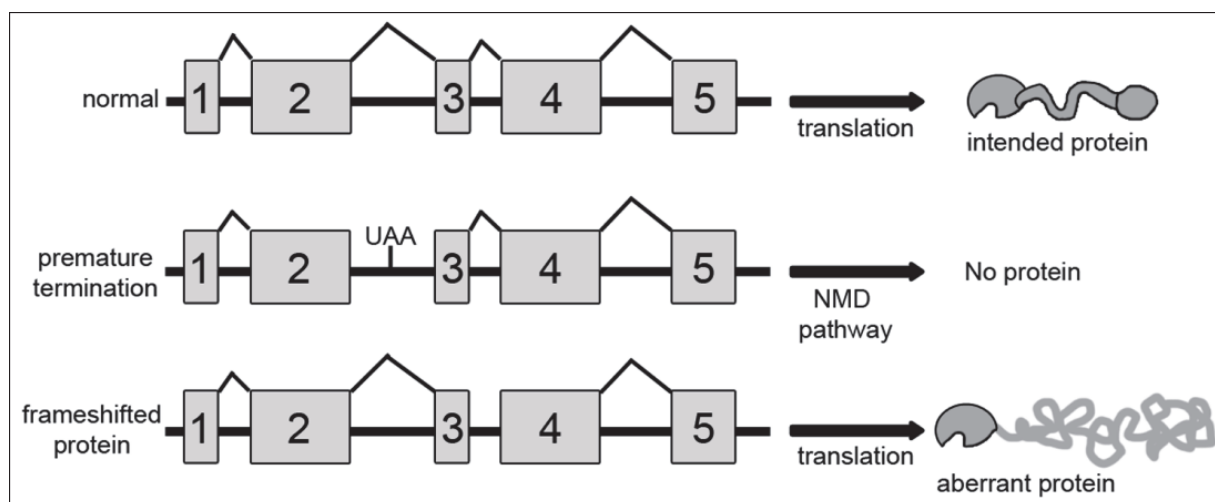 normal
1
2
3
4
5
translation
intended protein
premature
termination
1
2
UAA
3
4
5
NMD
pathway
No protein
frameshifted
protein
1
2
3
4
5
translation
aberrant protein